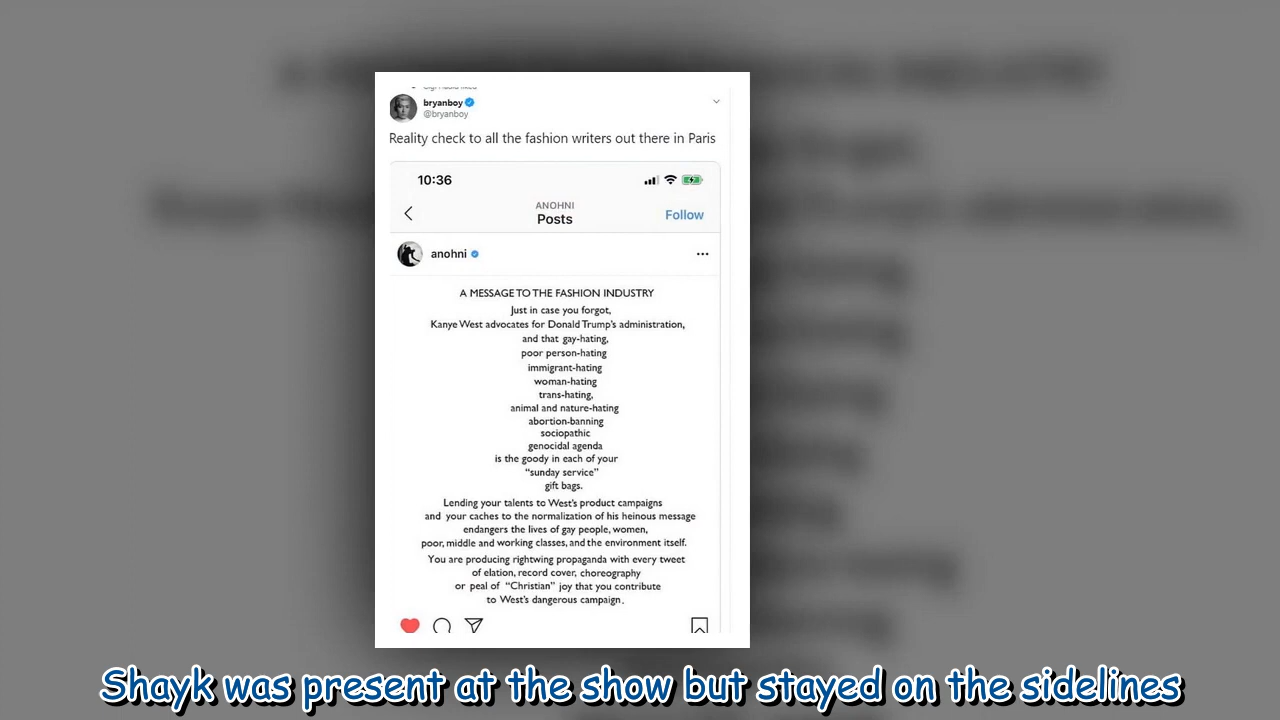 Gigi Hadid liked
bryanboy
@bryanboy
Reality check to all the fashion writers out there in Paris
10:36
ANOHNI
Posts
Follow
anohni
A MESSAGE TO THE FASHION INDUSTRY
Just in case you forgot,
Kanye West advocates for Donald Trump's administration,
and that gay-hating,
poor person-hating
immigrant-hating
woman-hating
trans-hating,
animal and nature-hating
abortion-banning
sociopathic
genocidal agenda
is the goody in each of your
"sunday service"
gift bags.
Lending your talents to West's product campaigns
and your caches to the normalization of his heinous message
endangers the lives of gay people, women,
poor, middle and working classes, and the environment itself.
You are producing rightwing propaganda with every tweet
of elation, record cover, choreography
or peal of "Christian" joy that you contribute
to West's dangerous campaign.
Shayk was present at the show but stayed on the sidelines